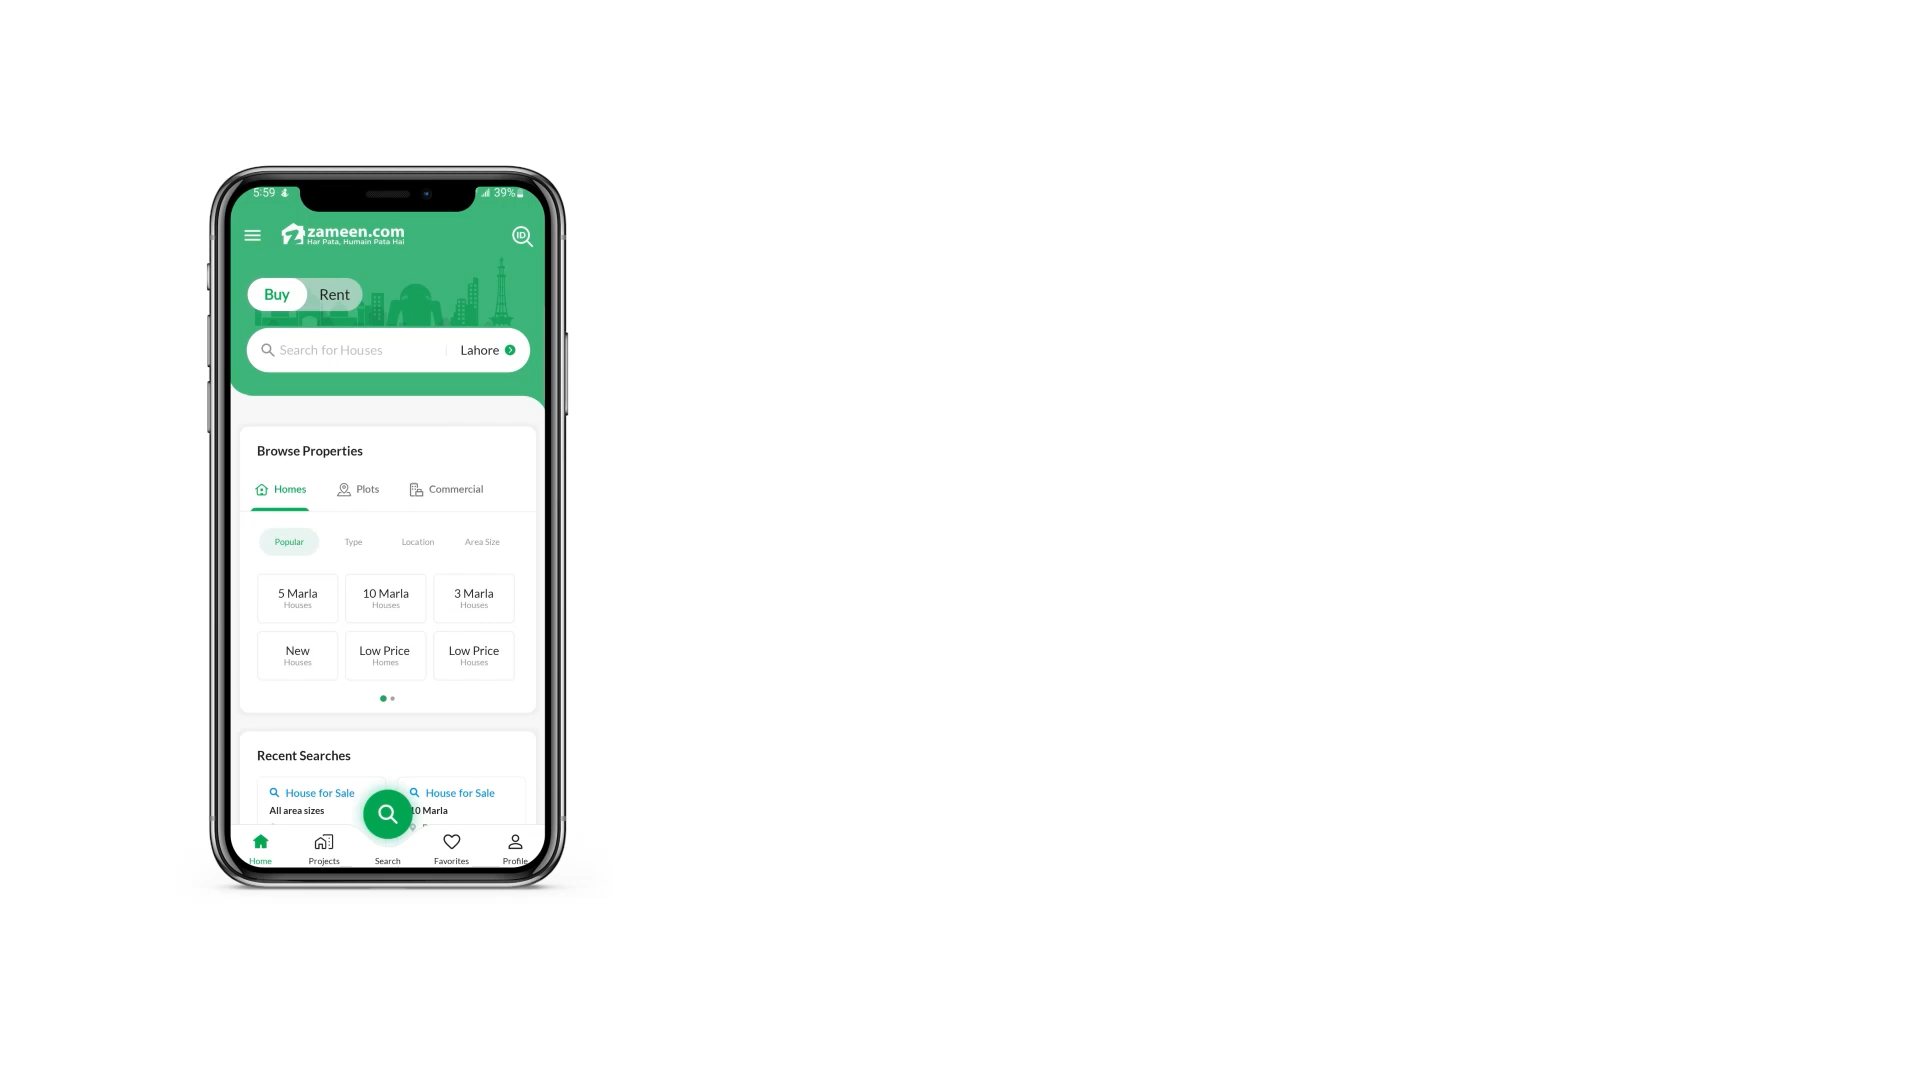 5:59 39%
zameen.com
Har Pata, Humain Pata Hai
ID
Buy Rent
Search for Houses Lahore
Browse Properties
Homes Plots Commercial
Popular Type Location Area Size
5 Marla 10 Marla 3 Marla
Houses Houses Houses
New Low Price Low Price
Houses Homes Houses
Recent Searches
House for Sale House for Sale
All area sizes 10 Marla
Home Projects Search Favorites Profile